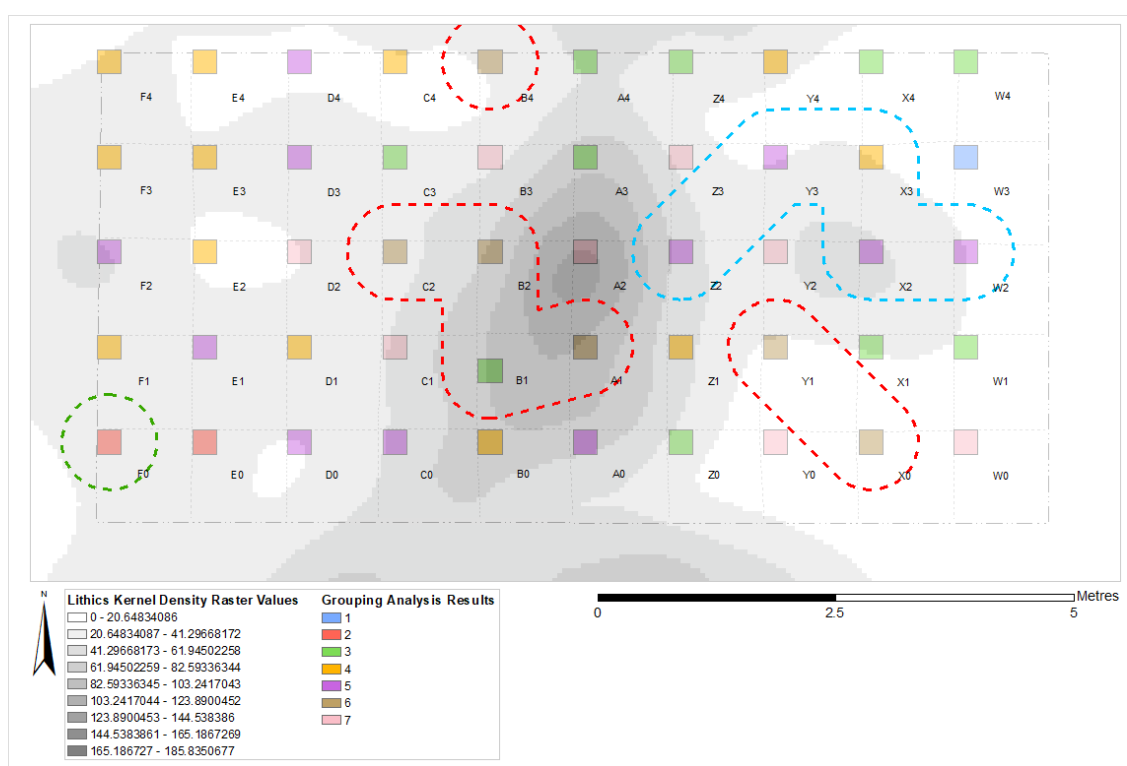 F4 E4 D4 C4 B4 A4 Z4 Y4 X4 W4
F3 E3 D3 C3 B3 A3 Z3 Y3 X3 W3
F2 E2 D2 C2 B2 A2 Z2 Y2 X2 W2
F1 E1 D1 C1 B1 A1 Z1 Y1 X1 W1
F0 E0 D0 C0 B0 A0 Z0 Y0 X0 W0
N
Lithics Kernel Density Raster Values
0 - 20.64834086
20.64834087 - 41.29668172
41.29668173 - 61.94502258
61.94502259 - 82.59336344
82.59336345 - 103.2417043
103.2417044 - 123.8900452
123.8900453 - 144.538386
144.5383861 - 165.1867269
165.186727 - 185.8350677
Grouping Analysis Results
1
2
3
4
5
6
7
Metres
0 2.5 5